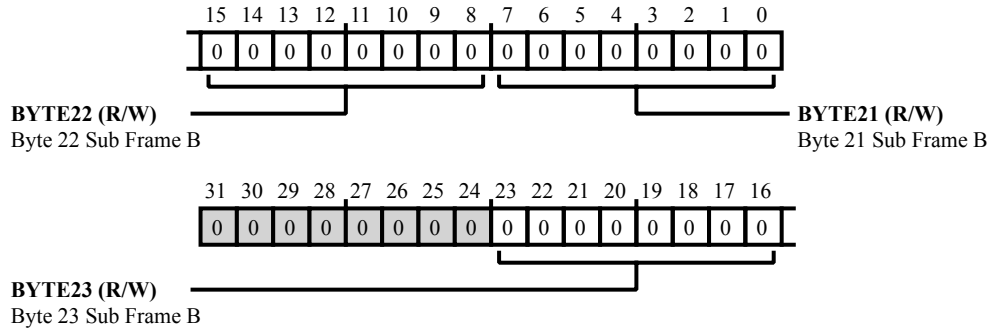 15 14 13 12 11 10 9 8 7 6 5 4 3 2 1 0
0 0 0 0 0 0 0 0 0 0 0 0 0 0 0 0
BYTE22 (R/W) BYTE21 (R/W)
Byte 22 Sub Frame B Byte 21 Sub Frame B
31 30 29 28 27 26 25 24 23 22 21 20 19 18 17 16
0 0 0 0 0 0 0 0 0 0 0 0 0 0 0 0
BYTE23 (R/W)
Byte 23 Sub Frame B